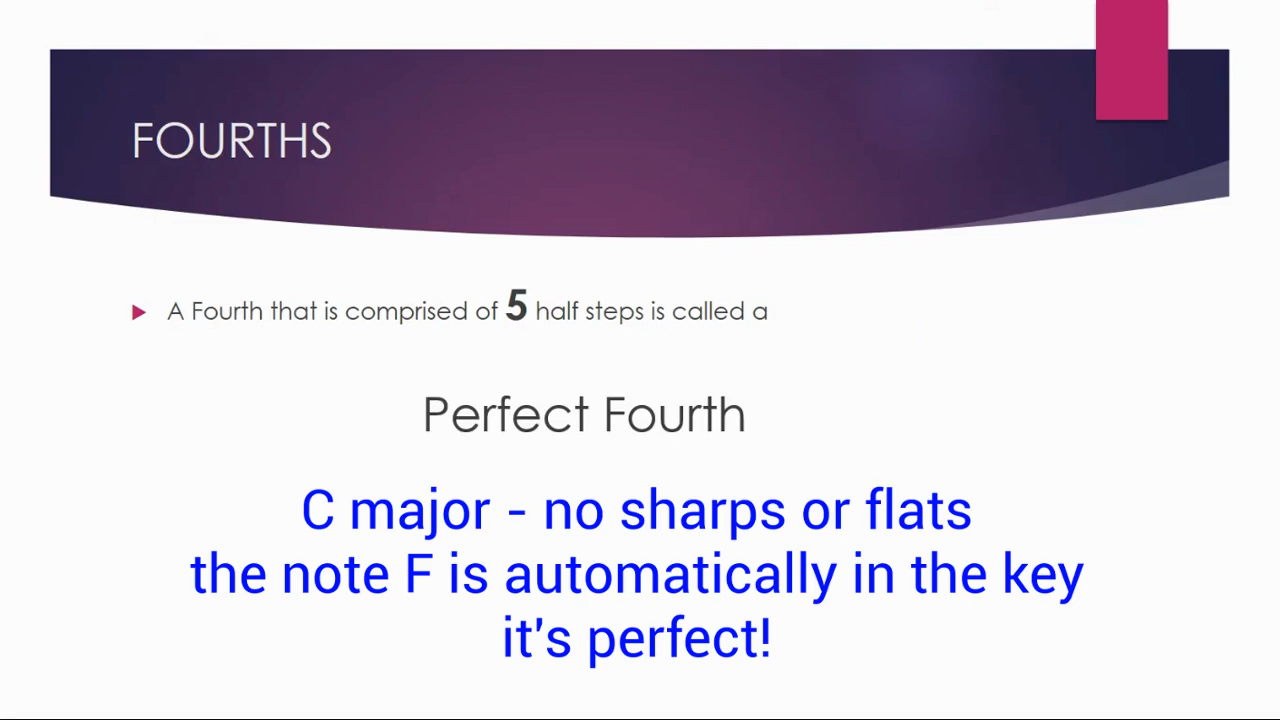 FOURTHS
A Fourth that is comprised of 5 half steps is called a
Perfect Fourth
C major - no sharps or flats
the note F is automatically in the key
it's perfect!